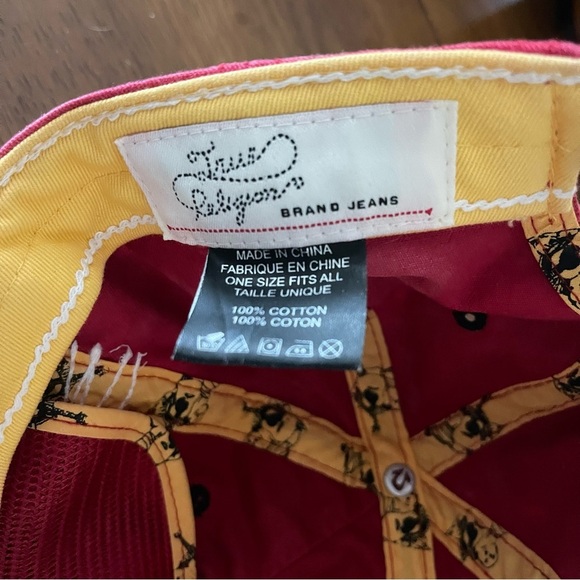 True
Religion
BRAND JEANS
MADE IN CHINA
FABRIQUE EN CHINE
ONE SIZE FITS ALL
TAILLE UNIQUE
100% COTTON
100% COTON